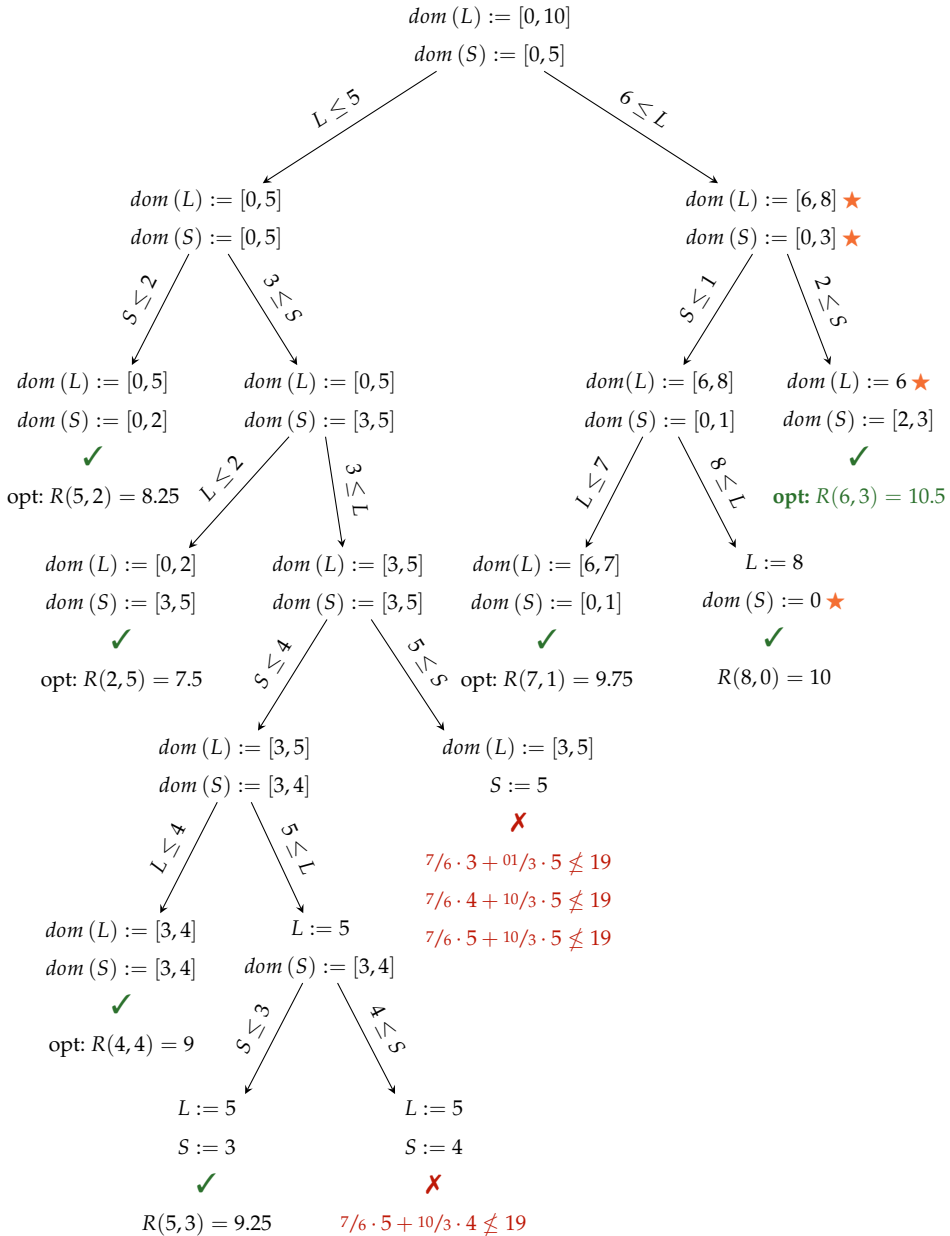 dom (L) := [0, 10]
dom (S) := [0, 5]
L ≤ 5
6 ≤ L
dom (L) := [0, 5]
dom (S) := [0, 5]
dom (L) := [6, 8] ★
dom (S) := [0, 3] ★
S ≤ 2
3 ≤ S
S ≤ 1
2 ≤ S
dom (L) := [0, 5]
dom (S) := [0, 2]
✓
opt: R(5, 2) = 8.25
dom (L) := [0, 5]
dom (S) := [3, 5]
dom(L) := [6, 8]
dom (S) := [0, 1]
dom (L) := 6 ★
dom (S) := [2, 3]
✓
opt: R(6, 3) = 10.5
L ≤ 2
3 ≤ L
L ≤ 7
8 ≤ L
dom (L) := [0, 2]
dom (S) := [3, 5]
✓
opt: R(2, 5) = 7.5
dom (L) := [3, 5]
dom (S) := [3, 5]
dom(L) := [6, 7]
dom (S) := [0, 1]
✓
opt: R(7, 1) = 9.75
L := 8
dom (S) := 0 ★
✓
R(8, 0) = 10
S ≤ 4
5 ≤ S
dom (L) := [3, 5]
dom (S) := [3, 4]
dom (L) := [3, 5]
S := 5
✗
7/6 · 3 + 01/3 · 5 ≰ 19
7/6 · 4 + 10/3 · 5 ≰ 19
7/6 · 5 + 10/3 · 5 ≰ 19
L ≤ 4
5 ≤ L
dom (L) := [3, 4]
dom (S) := [3, 4]
✓
opt: R(4, 4) = 9
L := 5
dom (S) := [3, 4]
S ≤ 3
4 ≤ S
L := 5
S := 3
✓
R(5, 3) = 9.25
L := 5
S := 4
✗
7/6 · 5 + 10/3 · 4 ≰ 19